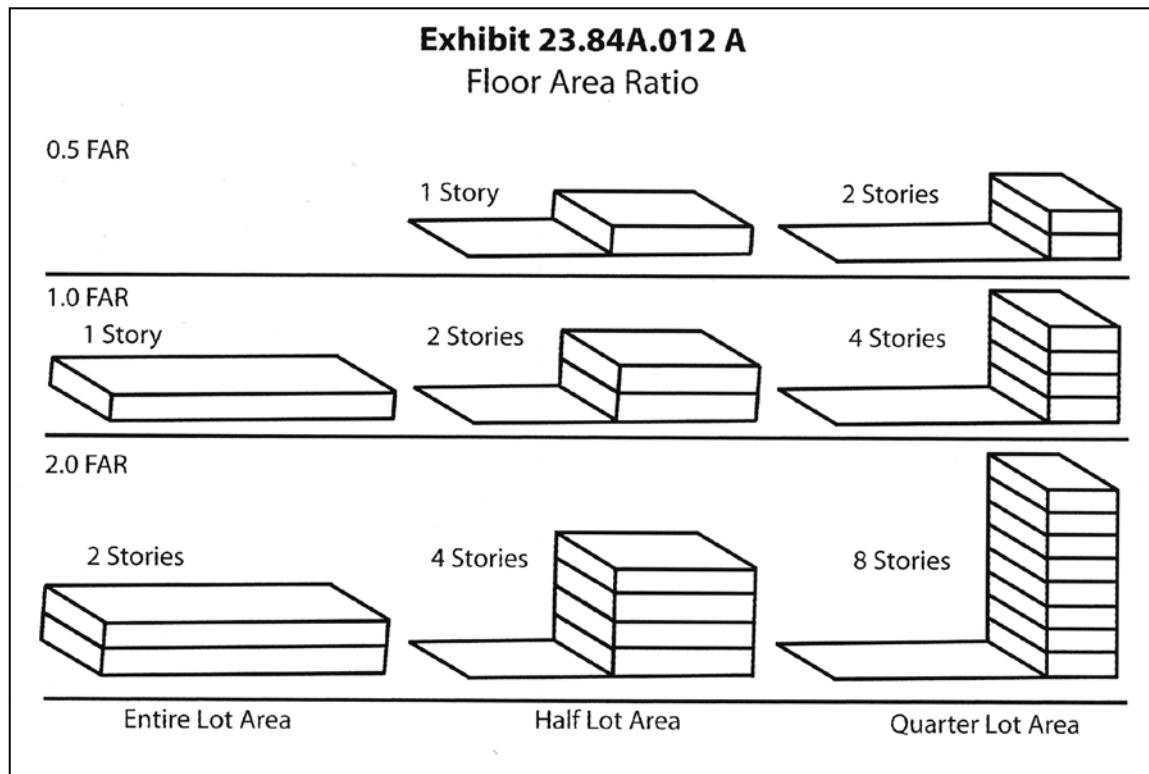 Exhibit 23.84A.012 A
Floor Area Ratio
0.5 FAR
1 Story
2 Stories
1.0 FAR
1 Story
2 Stories
4 Stories
2.0 FAR
2 Stories
4 Stories
8 Stories
Entire Lot Area
Half Lot Area
Quarter Lot Area